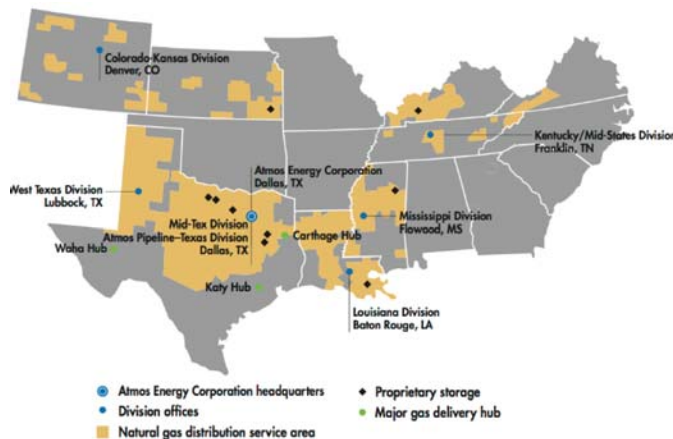 Colorado-Kansas Division
Denver, CO
Kentucky/Mid-States Division
Franklin, TN
Atmos Energy Corporation
Dallas, TX
West Texas Division
Lubbock, TX
Mid-Tex Division
Atmos Pipeline–Texas Division
Dallas, TX
Mississippi Division
Flowood, MS
Carthage Hub
Waha Hub
Katy Hub
Louisiana Division
Baton Rouge, LA
Atmos Energy Corporation headquarters
Proprietary storage
Division offices
Major gas delivery hub
Natural gas distribution service area